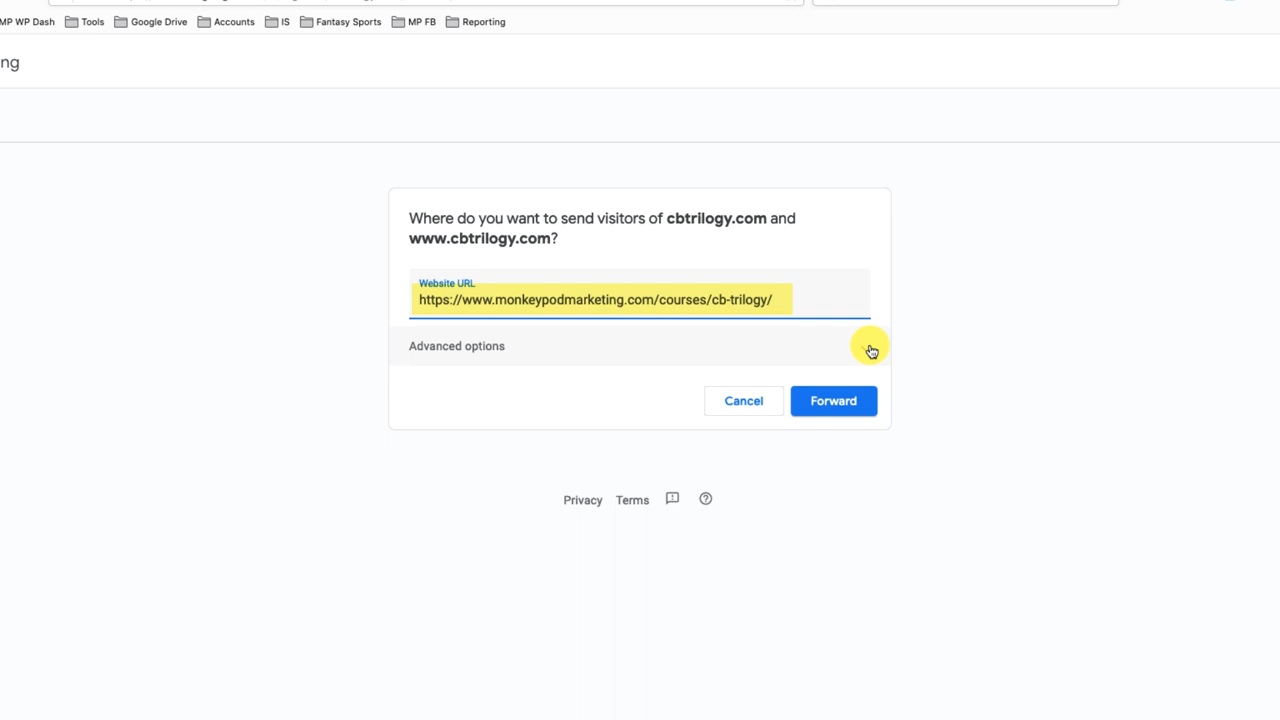 MP WP Dash Tools Google Drive Accounts IS Fantasy Sports MP FB Reporting
ng
Where do you want to send visitors of cbtrilogy.com and
www.cbtrilogy.com?
Website URL
https://www.monkeypodmarketing.com/courses/cb-trilogy/
Advanced options
Cancel Forward
Privacy Terms